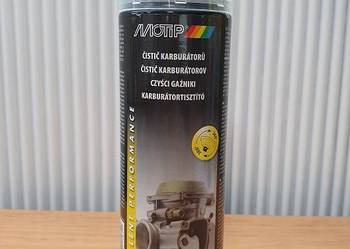 MOTIP
ČISTIČ KARBURÁTORŮ
ČISTIČ KARBURÁTOROV
CZYŚCI GAŹNIKI
KARBURÁTORTISZTÍTÓ
PERFORMANCE